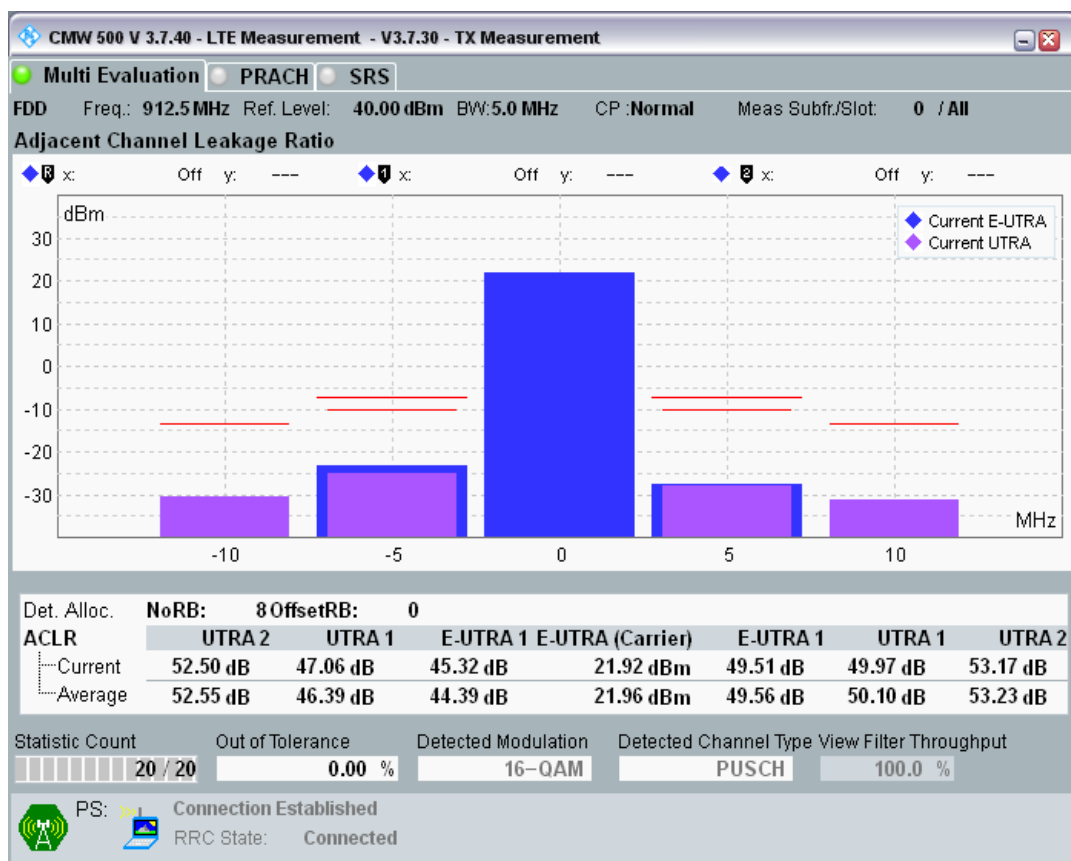 CMW 500 V 3.7.40 - LTE Measurement - V3.7.30 - TX Measurement
Multi Evaluation PRACH SRS
FDD Freq.: 912.5 MHz Ref. Level: 40.00 dBm BW: 5.0 MHz CP : Normal Meas Subfr./Slot: 0 / All
Adjacent Channel Leakage Ratio
R x: Off y: --- 1 x: Off y: --- 2 x: Off y: ---
dBm
Current E-UTRA
Current UTRA
30
20
10
0
-10
-20
-30
MHz
-10 -5 0 5 10
Det. Alloc. NoRB: 8 OffsetRB: 0
ACLR UTRA 2 UTRA 1 E-UTRA 1 E-UTRA (Carrier) E-UTRA 1 UTRA 1 UTRA 2
Current 52.50 dB 47.06 dB 45.32 dB 21.92 dBm 49.51 dB 49.97 dB 53.17 dB
Average 52.55 dB 46.39 dB 44.39 dB 21.96 dBm 49.56 dB 50.10 dB 53.23 dB
Statistic Count Out of Tolerance Detected Modulation Detected Channel Type View Filter Throughput
20 / 20 0.00 % 16-QAM PUSCH 100.0 %
PS: Connection Established
RRC State: Connected